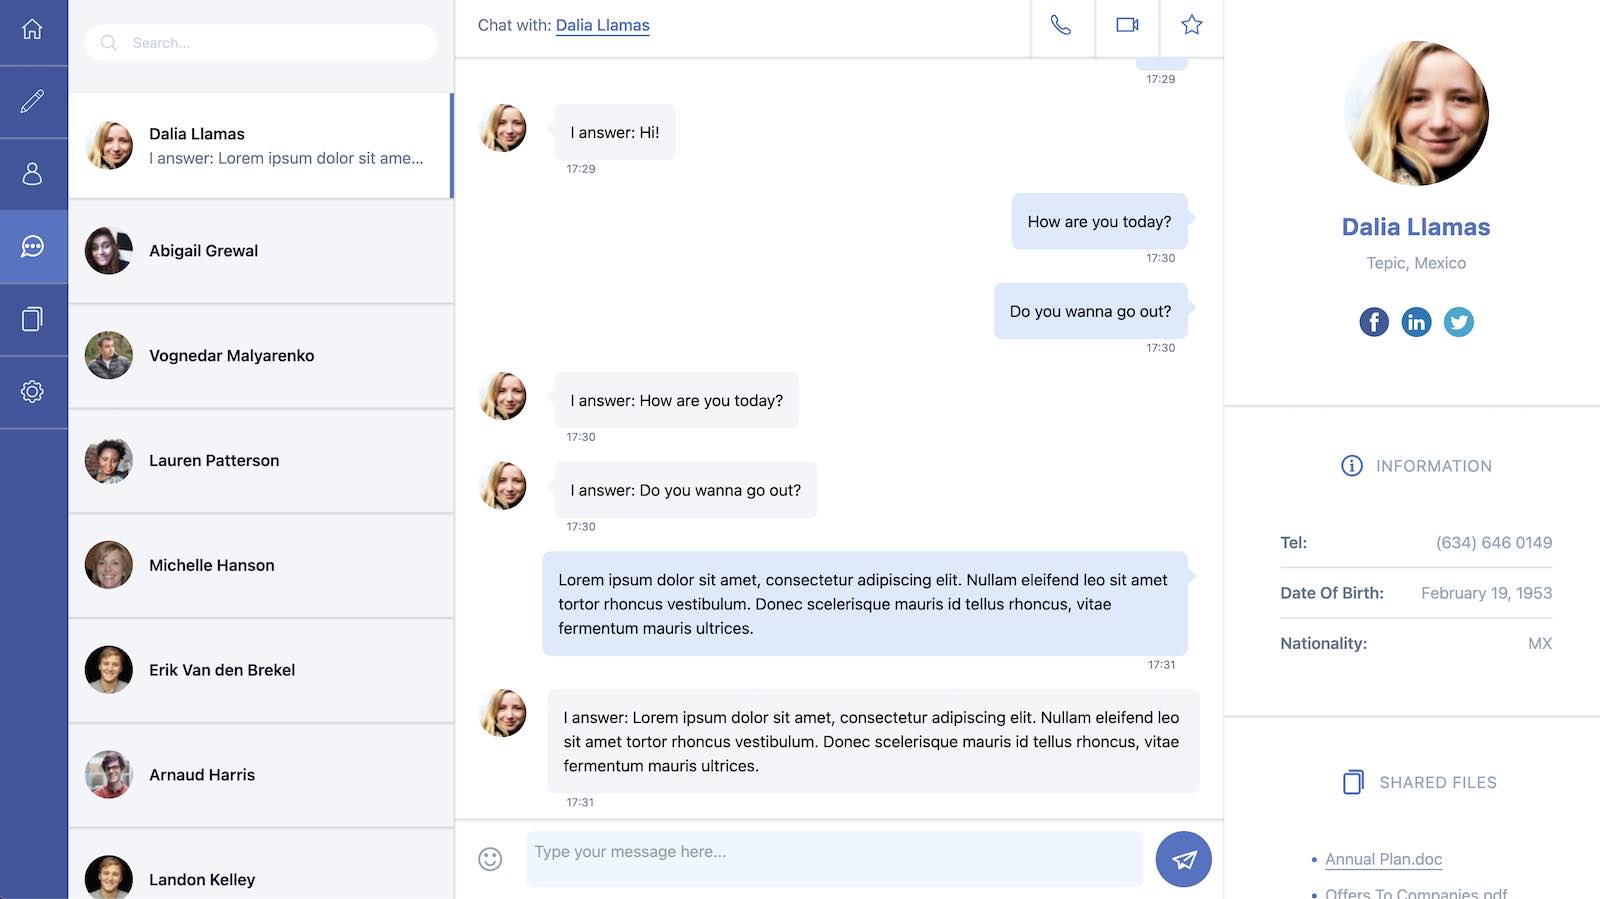 Search...
Dalia Llamas
I answer: Lorem ipsum dolor sit ame...
Abigail Grewal
Vognedar Malyarenko
Lauren Patterson
Michelle Hanson
Erik Van den Brekel
Arnaud Harris
Landon Kelley
Chat with: Dalia Llamas
17:29
I answer: Hi!
17:29
How are you today?
17:30
Do you wanna go out?
17:30
I answer: How are you today?
17:30
I answer: Do you wanna go out?
17:30
Lorem ipsum dolor sit amet, consectetur adipiscing elit. Nullam eleifend leo sit amet
tortor rhoncus vestibulum. Donec scelerisque mauris id tellus rhoncus, vitae
fermentum mauris ultrices.
17:31
I answer: Lorem ipsum dolor sit amet, consectetur adipiscing elit. Nullam eleifend leo
sit amet tortor rhoncus vestibulum. Donec scelerisque mauris id tellus rhoncus, vitae
fermentum mauris ultrices.
17:31
Type your message here...
Dalia Llamas
Tepic, Mexico
f in
INFORMATION
Tel: (634) 646 0149
Date Of Birth: February 19, 1953
Nationality: MX
SHARED FILES
• Annual Plan.doc
• Offers To Companies.pdf